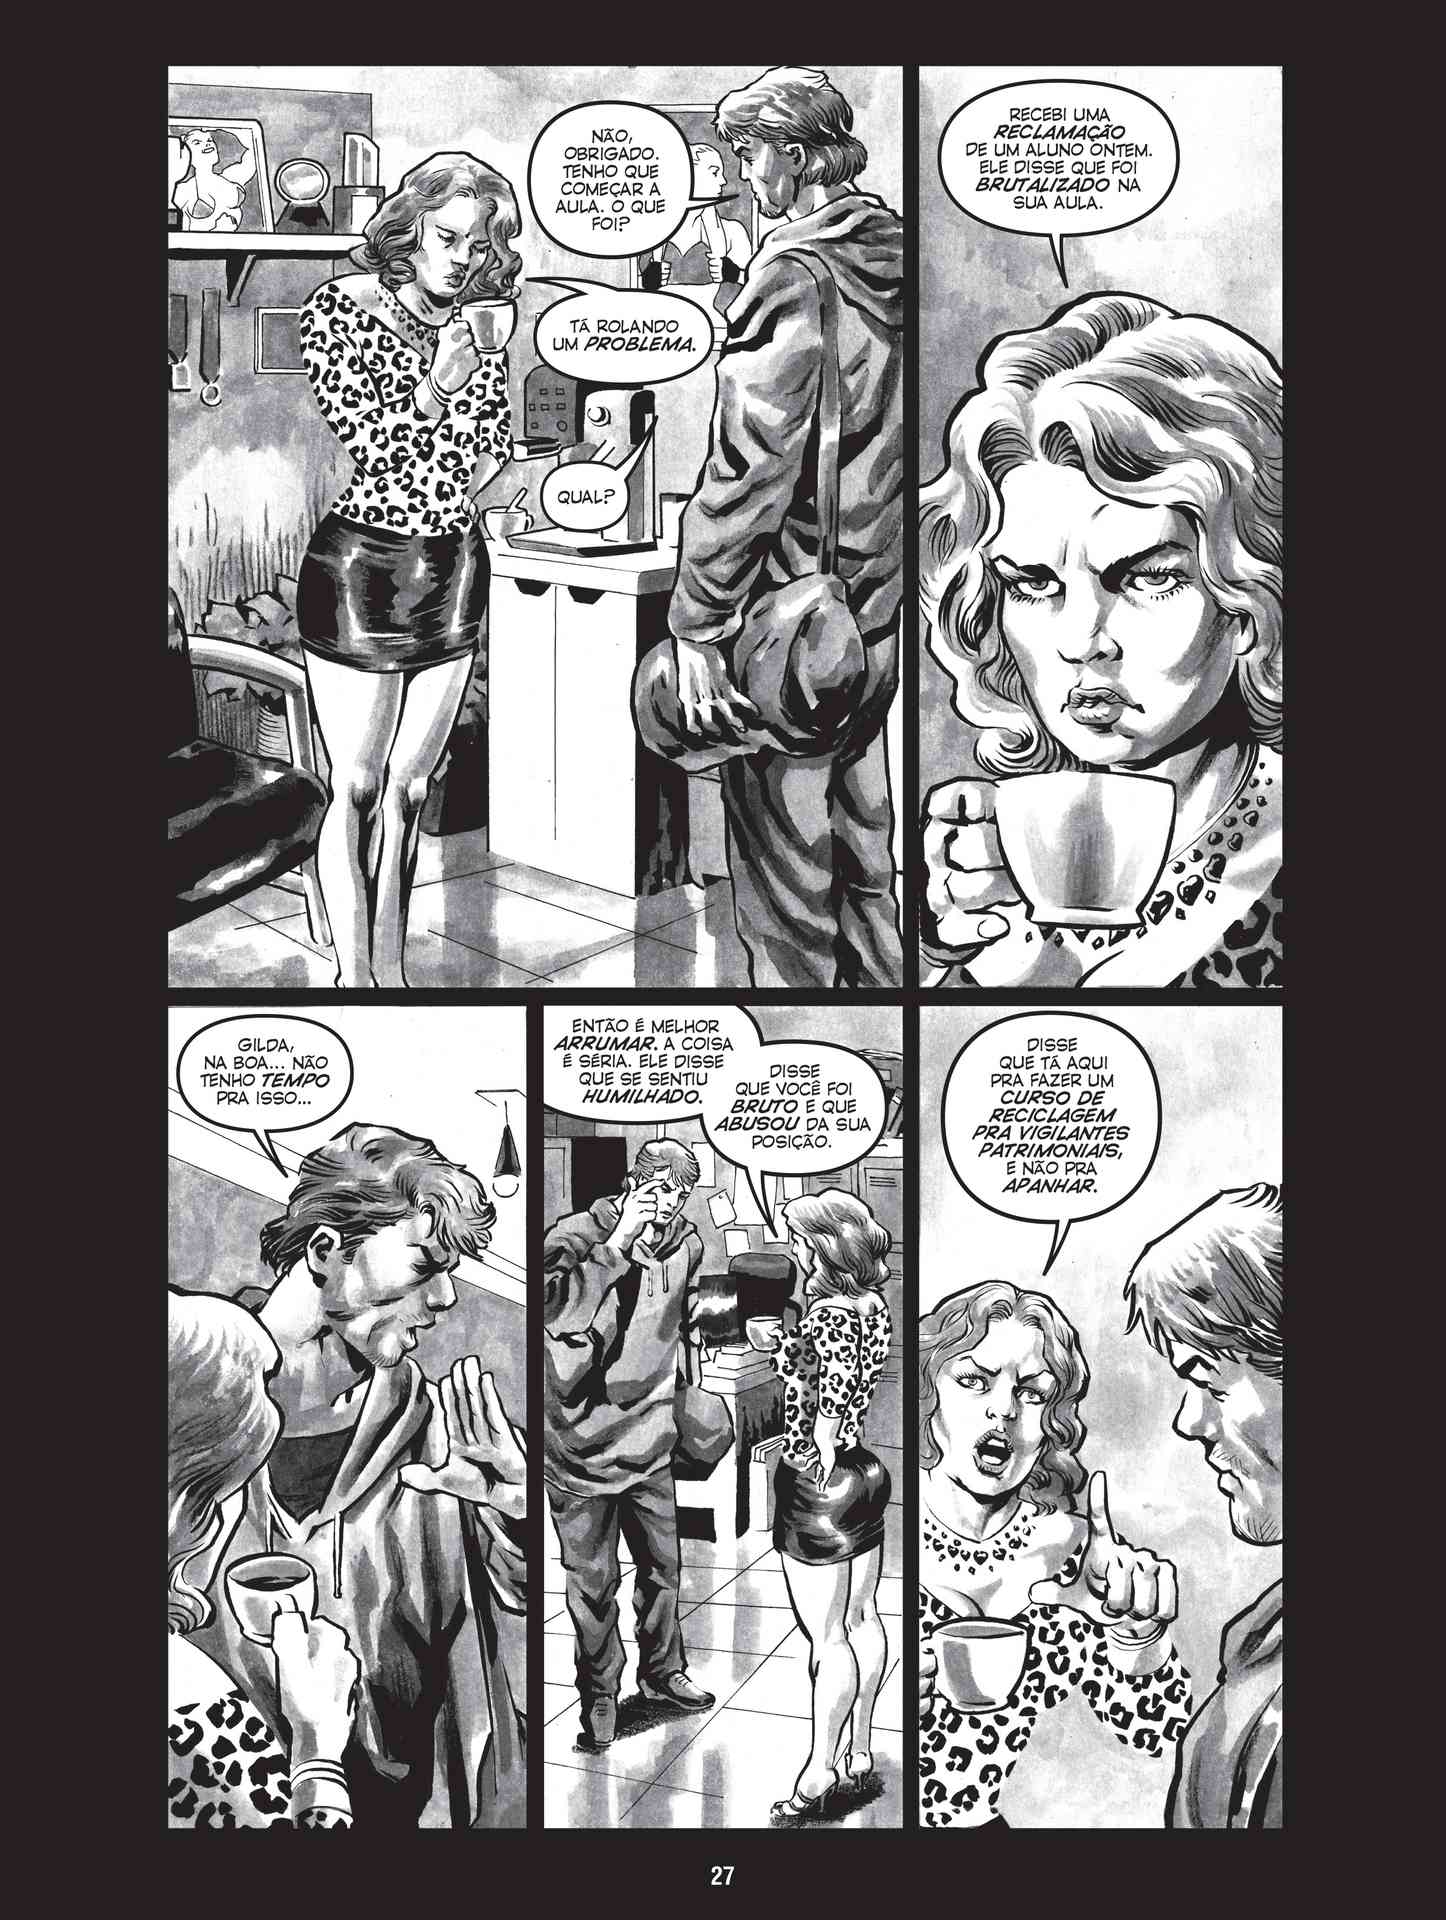 NÃO,
OBRIGADO.
TENHO QUE
COMEÇAR A
AULA. O QUE
FOI?
TÁ ROLANDO
UM PROBLEMA.
QUAL?
RECEBI UMA
RECLAMAÇÃO
DE UM ALUNO ONTEM.
ELE DISSE QUE FOI
BRUTALIZADO NA
SUA AULA.
GILDA,
NA BOA... NÃO
TENHO TEMPO
PRA ISSO...
ENTÃO É MELHOR
ARRUMAR. A COISA
É SÉRIA. ELE DISSE
QUE SE SENTIU
HUMILHADO.
DISSE
QUE VOCÊ FOI
BRUTO E QUE
ABUSOU DA SUA
POSIÇÃO.
DISSE
QUE TÁ AQUI
PRA FAZER UM
CURSO DE
RECICLAGEM
PRA VIGILANTES
PATRIMONIAIS,
E NÃO PRA
APANHAR.
27